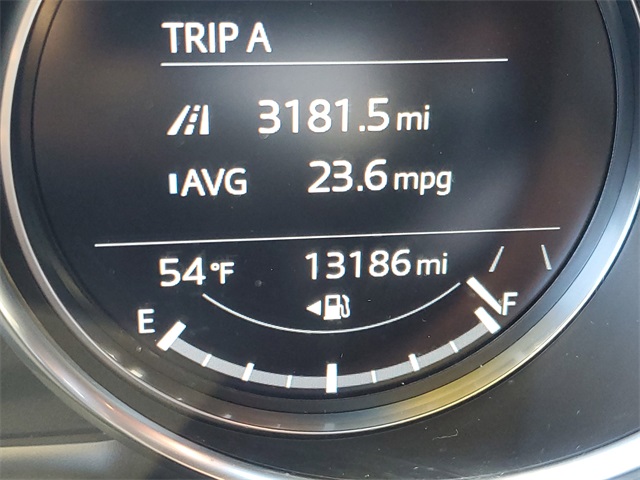 TRIP A
3181.5 mi
AVG 23.6 mpg
54 °F 13186 mi
E F